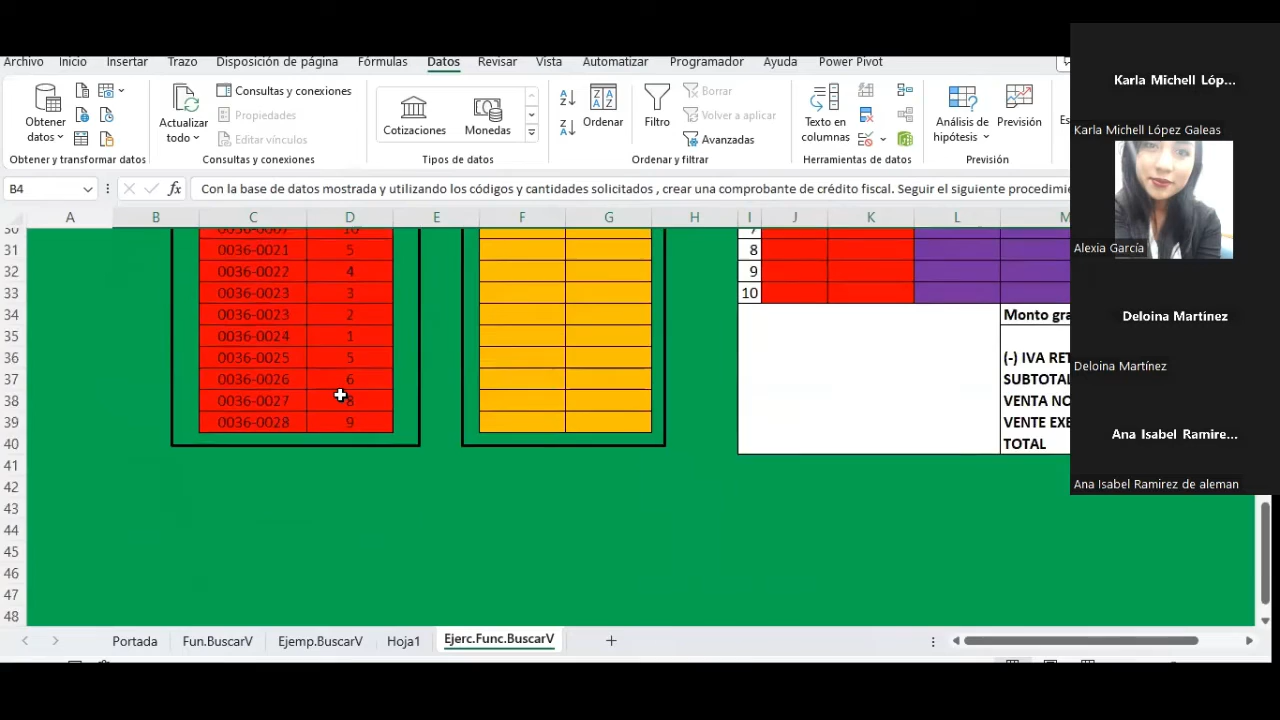 Archivo Inicio Insertar Trazo Disposición de página Fórmulas Datos Revisar Vista Automatizar Programador Ayuda Power Pivot
Obtener datos
Obtener y transformar datos
Actualizar todo
Consultas y conexiones
Propiedades
Editar vínculos
Consultas y conexiones
Cotizaciones
Monedas
Tipos de datos
Ordenar
Filtro
Borrar
Volver a aplicar
Avanzadas
Ordenar y filtrar
Texto en columnas
Herramientas de datos
Análisis de hipótesis
Previsión
Previsión
B4
fx
Con la base de datos mostrada y utilizando los códigos y cantidades solicitados , crear una comprobante de crédito fiscal. Seguir el siguiente procedimie
A B C D E F G H I J K L M
31 0036-0021 5 8
32 0036-0022 4 9
33 0036-0023 3 10
34 0036-0023 2 Monto gra
35 0036-0024 1
36 0036-0025 5 (-) IVA RET
37 0036-0026 6 SUBTOTAL
38 0036-0027 8 VENTA NO
39 0036-0028 9 VENTE EXE
40 TOTAL
41
42
43
44
45
46
47
48
Portada Fun.BuscarV Ejemp.BuscarV Hoja1 Ejerc.Func.BuscarV
Karla Michell Lóp...
Karla Michell López Galeas
Alexia García
Deloina Martínez
Deloina Martínez
Ana Isabel Ramire...
Ana Isabel Ramirez de aleman